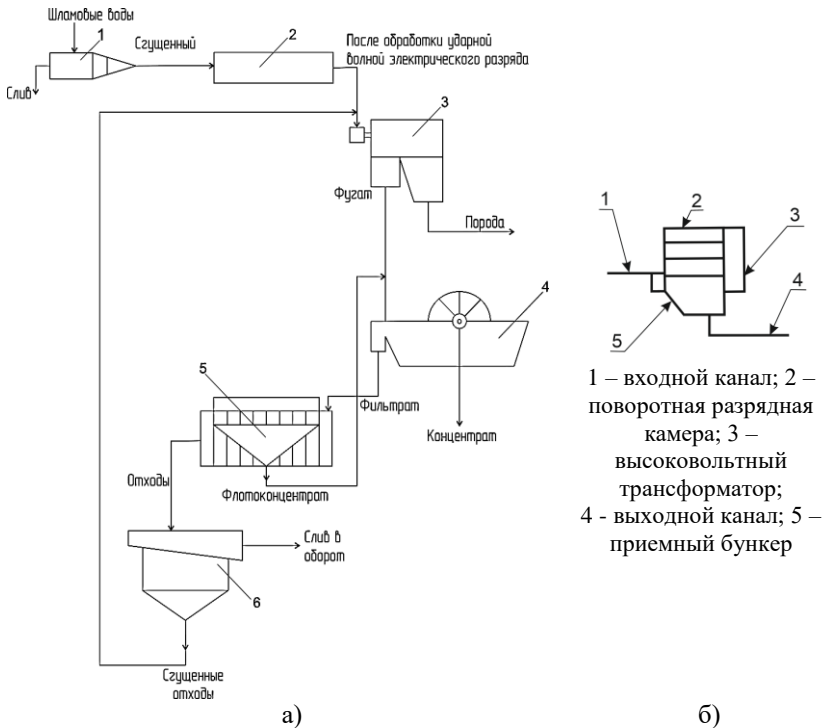 Шламовые воды
1
Сгущенный
2
После обработки ударной
волной электрического разряда
Слив
3
Фугат
Порода
4
5
Фильтрат
Концентрат
Отходы
Флотоконцентрат
Слив в
оборот
6
Сгущенные
отходы
а)
1
2
3
4
5
1 – входной канал; 2 –
поворотная разрядная
камера; 3 –
высоковольтный
трансформатор;
4 - выходной канал; 5 –
приемный бункер
б)